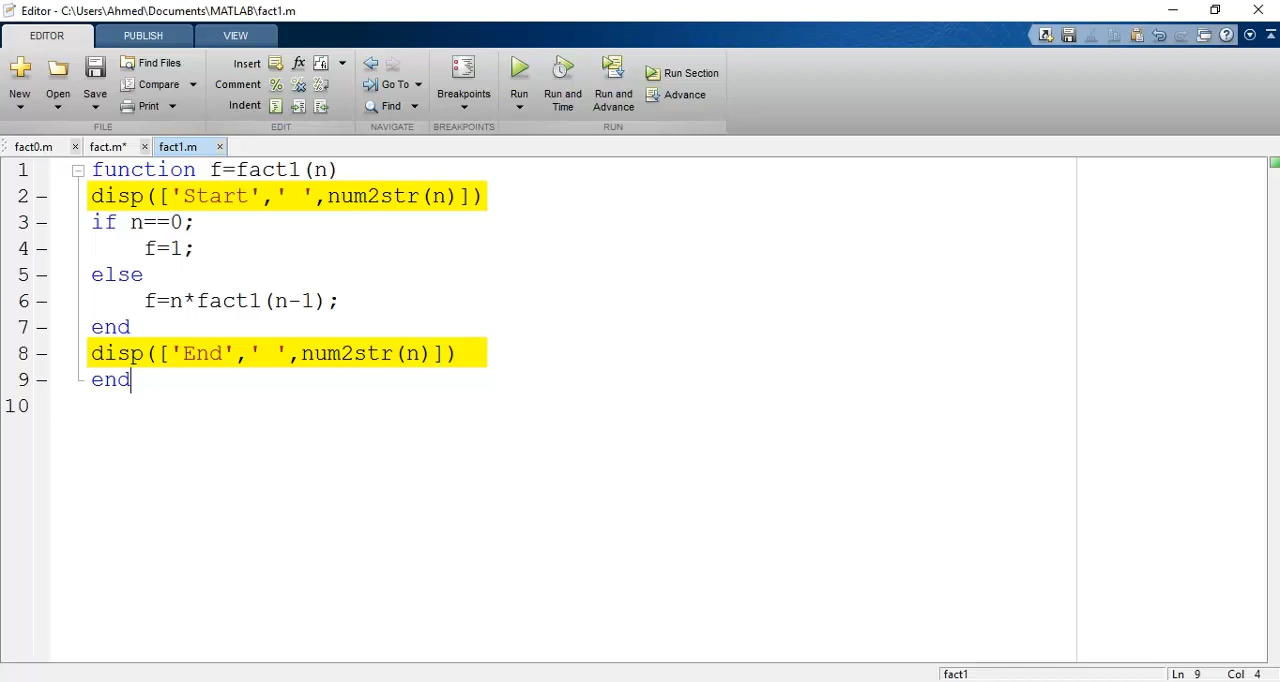 Editor - C:\Users\Ahmed\Documents\MATLAB\fact1.m
EDITOR PUBLISH VIEW
New Open Save Find Files Compare Print
Insert fx Comment Indent
Go To Find
Breakpoints
Run Run and Time Run and Advance Run Section Advance
FILE EDIT NAVIGATE BREAKPOINTS RUN
fact0.m fact.m* fact1.m
1 function f=fact1(n)
2 disp(['Start',' ',num2str(n)])
3 if n==0;
4 f=1;
5 else
6 f=n*fact1(n-1);
7 end
8 disp(['End',' ',num2str(n)])
9 end
10
fact1 Ln 9 Col 4